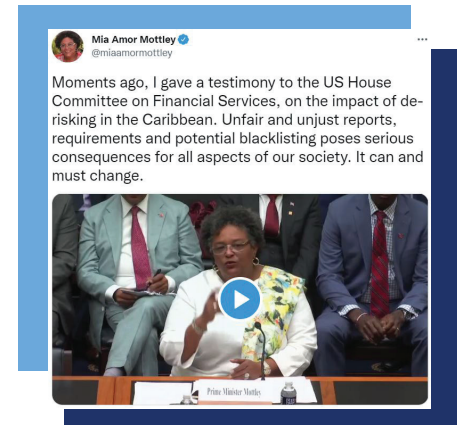 Mia Amor Mottley
@miaamormottley
Moments ago, I gave a testimony to the US House
Committee on Financial Services, on the impact of de-
risking in the Caribbean. Unfair and unjust reports,
requirements and potential blacklisting poses serious
consequences for all aspects of our society. It can and
must change.
Prime Minister Mottley